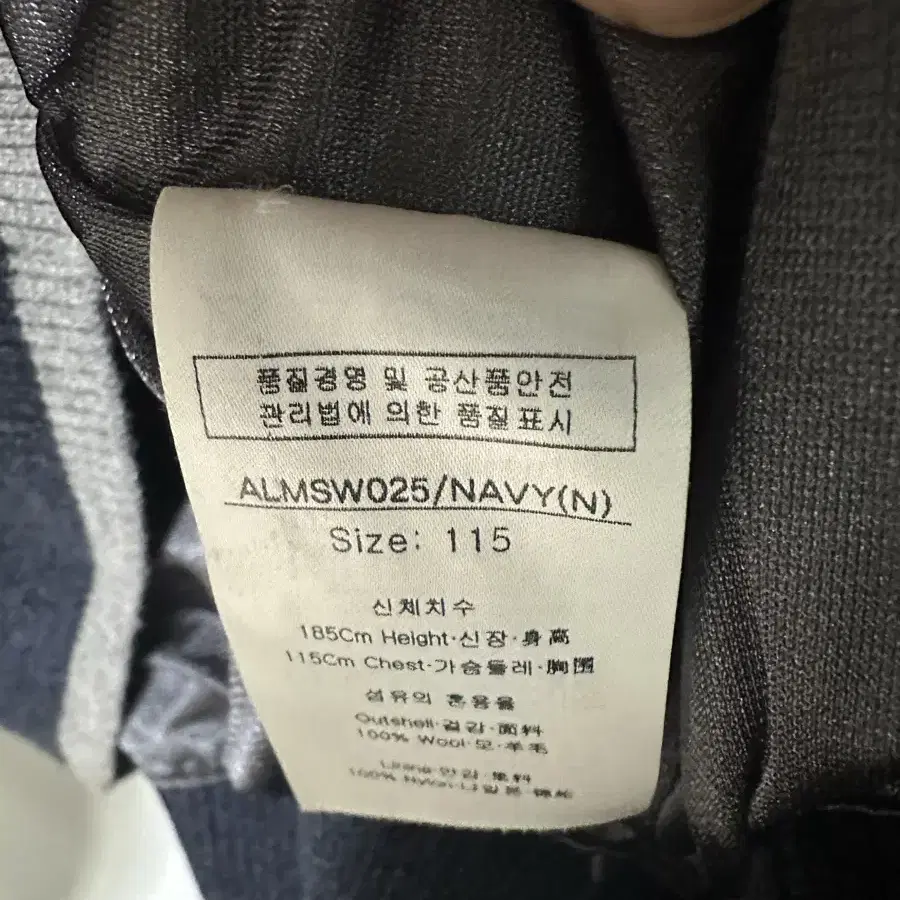 품질경영 및 공산품안전
관리법에 의한 품질표시
ALMSW025/NAVY(N)
Size: 115
신체치수
185Cm Height·신장·身高
115Cm Chest·가슴둘레·胸围
섬유의 혼용율
Outshell·겉감·面料
100% Wool·모·羊毛
Lining·안감·里料
100% Nylon·나일론·锦纶